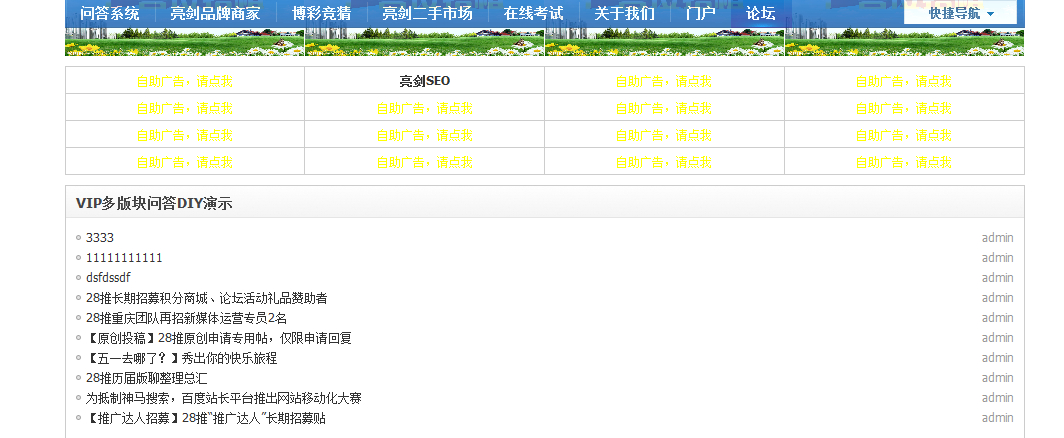 问答系统 亮剑品牌商家 博彩竞猜 亮剑二手市场 在线考试 关于我们 门户 论坛 快捷导航
自助广告，请点我 亮剑SEO 自助广告，请点我 自助广告，请点我
自助广告，请点我 自助广告，请点我 自助广告，请点我 自助广告，请点我
自助广告，请点我 自助广告，请点我 自助广告，请点我 自助广告，请点我
自助广告，请点我 自助广告，请点我 自助广告，请点我 自助广告，请点我
VIP多版块问答DIY演示
3333 admin
11111111111 admin
dsfdssdf admin
28推长期招募积分商城、论坛活动礼品赞助者 admin
28推重庆团队再招新媒体运营专员2名 admin
【原创投稿】28推原创申请专用帖，仅限申请回复 admin
【五一去哪了？】秀出你的快乐旅程 admin
28推历届版聊整理总汇 admin
为抵制神马搜索，百度站长平台推出网站移动化大赛 admin
【推广达人招募】28推“推广达人”长期招募贴 admin